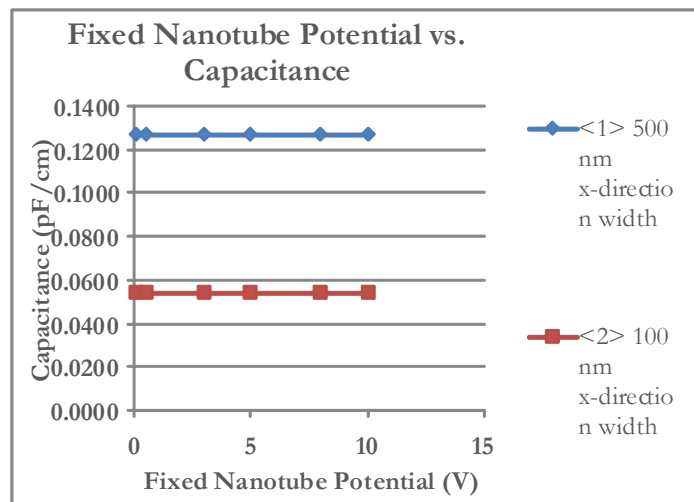 Fixed Nanotube Potential vs.
Capacitance
0.1400
0.1200
0.1000
0.0800
0.0600
0.0400
0.0200
0.0000
Capacitance (pF/cm)
0
5
10
15
Fixed Nanotube Potential (V)
<1> 500
nm
x-directio
n width
<2> 100
nm
x-directio
n width